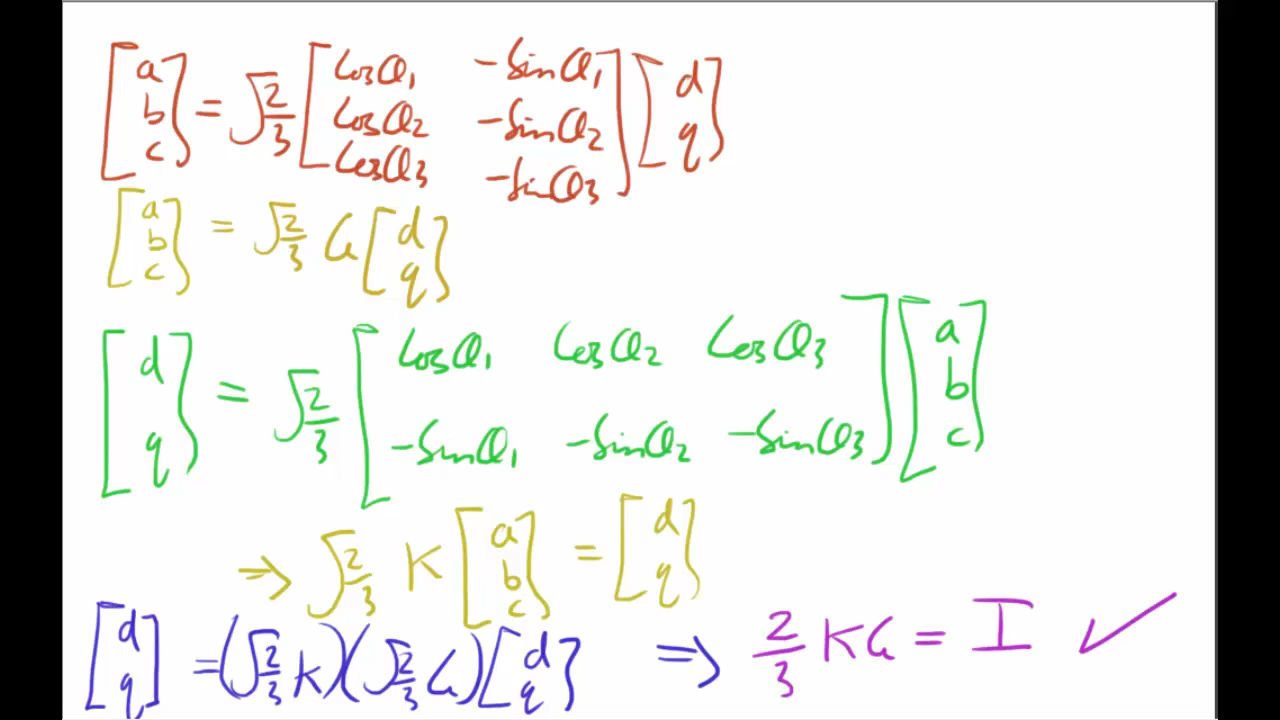 [a b c] = √2/3 [cosθ1 -sinθ1 cosθ2 -sinθ2 cosθ3 -sinθ3] [d q]
[a b c] = √2/3 G [d q]
[d q] = √2/3 [cosθ1 cosθ2 cosθ3 -sinθ1 -sinθ2 -sinθ3] [a b c]
⇒ √2/3 K [a b c] = [d q]
[d q] = (√2/3 K)(√2/3 G) [d q] ⇒ 2/3 KG = I ✓